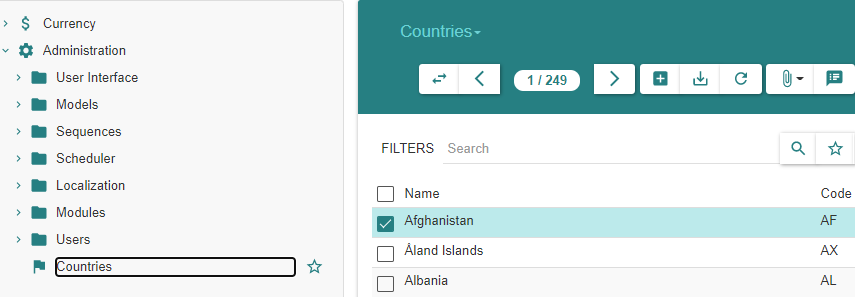 Currency
Administration
User Interface
Models
Sequences
Scheduler
Localization
Modules
Users
Countries
Countries
1 / 249
FILTERS Search
Name Code
Afghanistan AF
Åland Islands AX
Albania AL